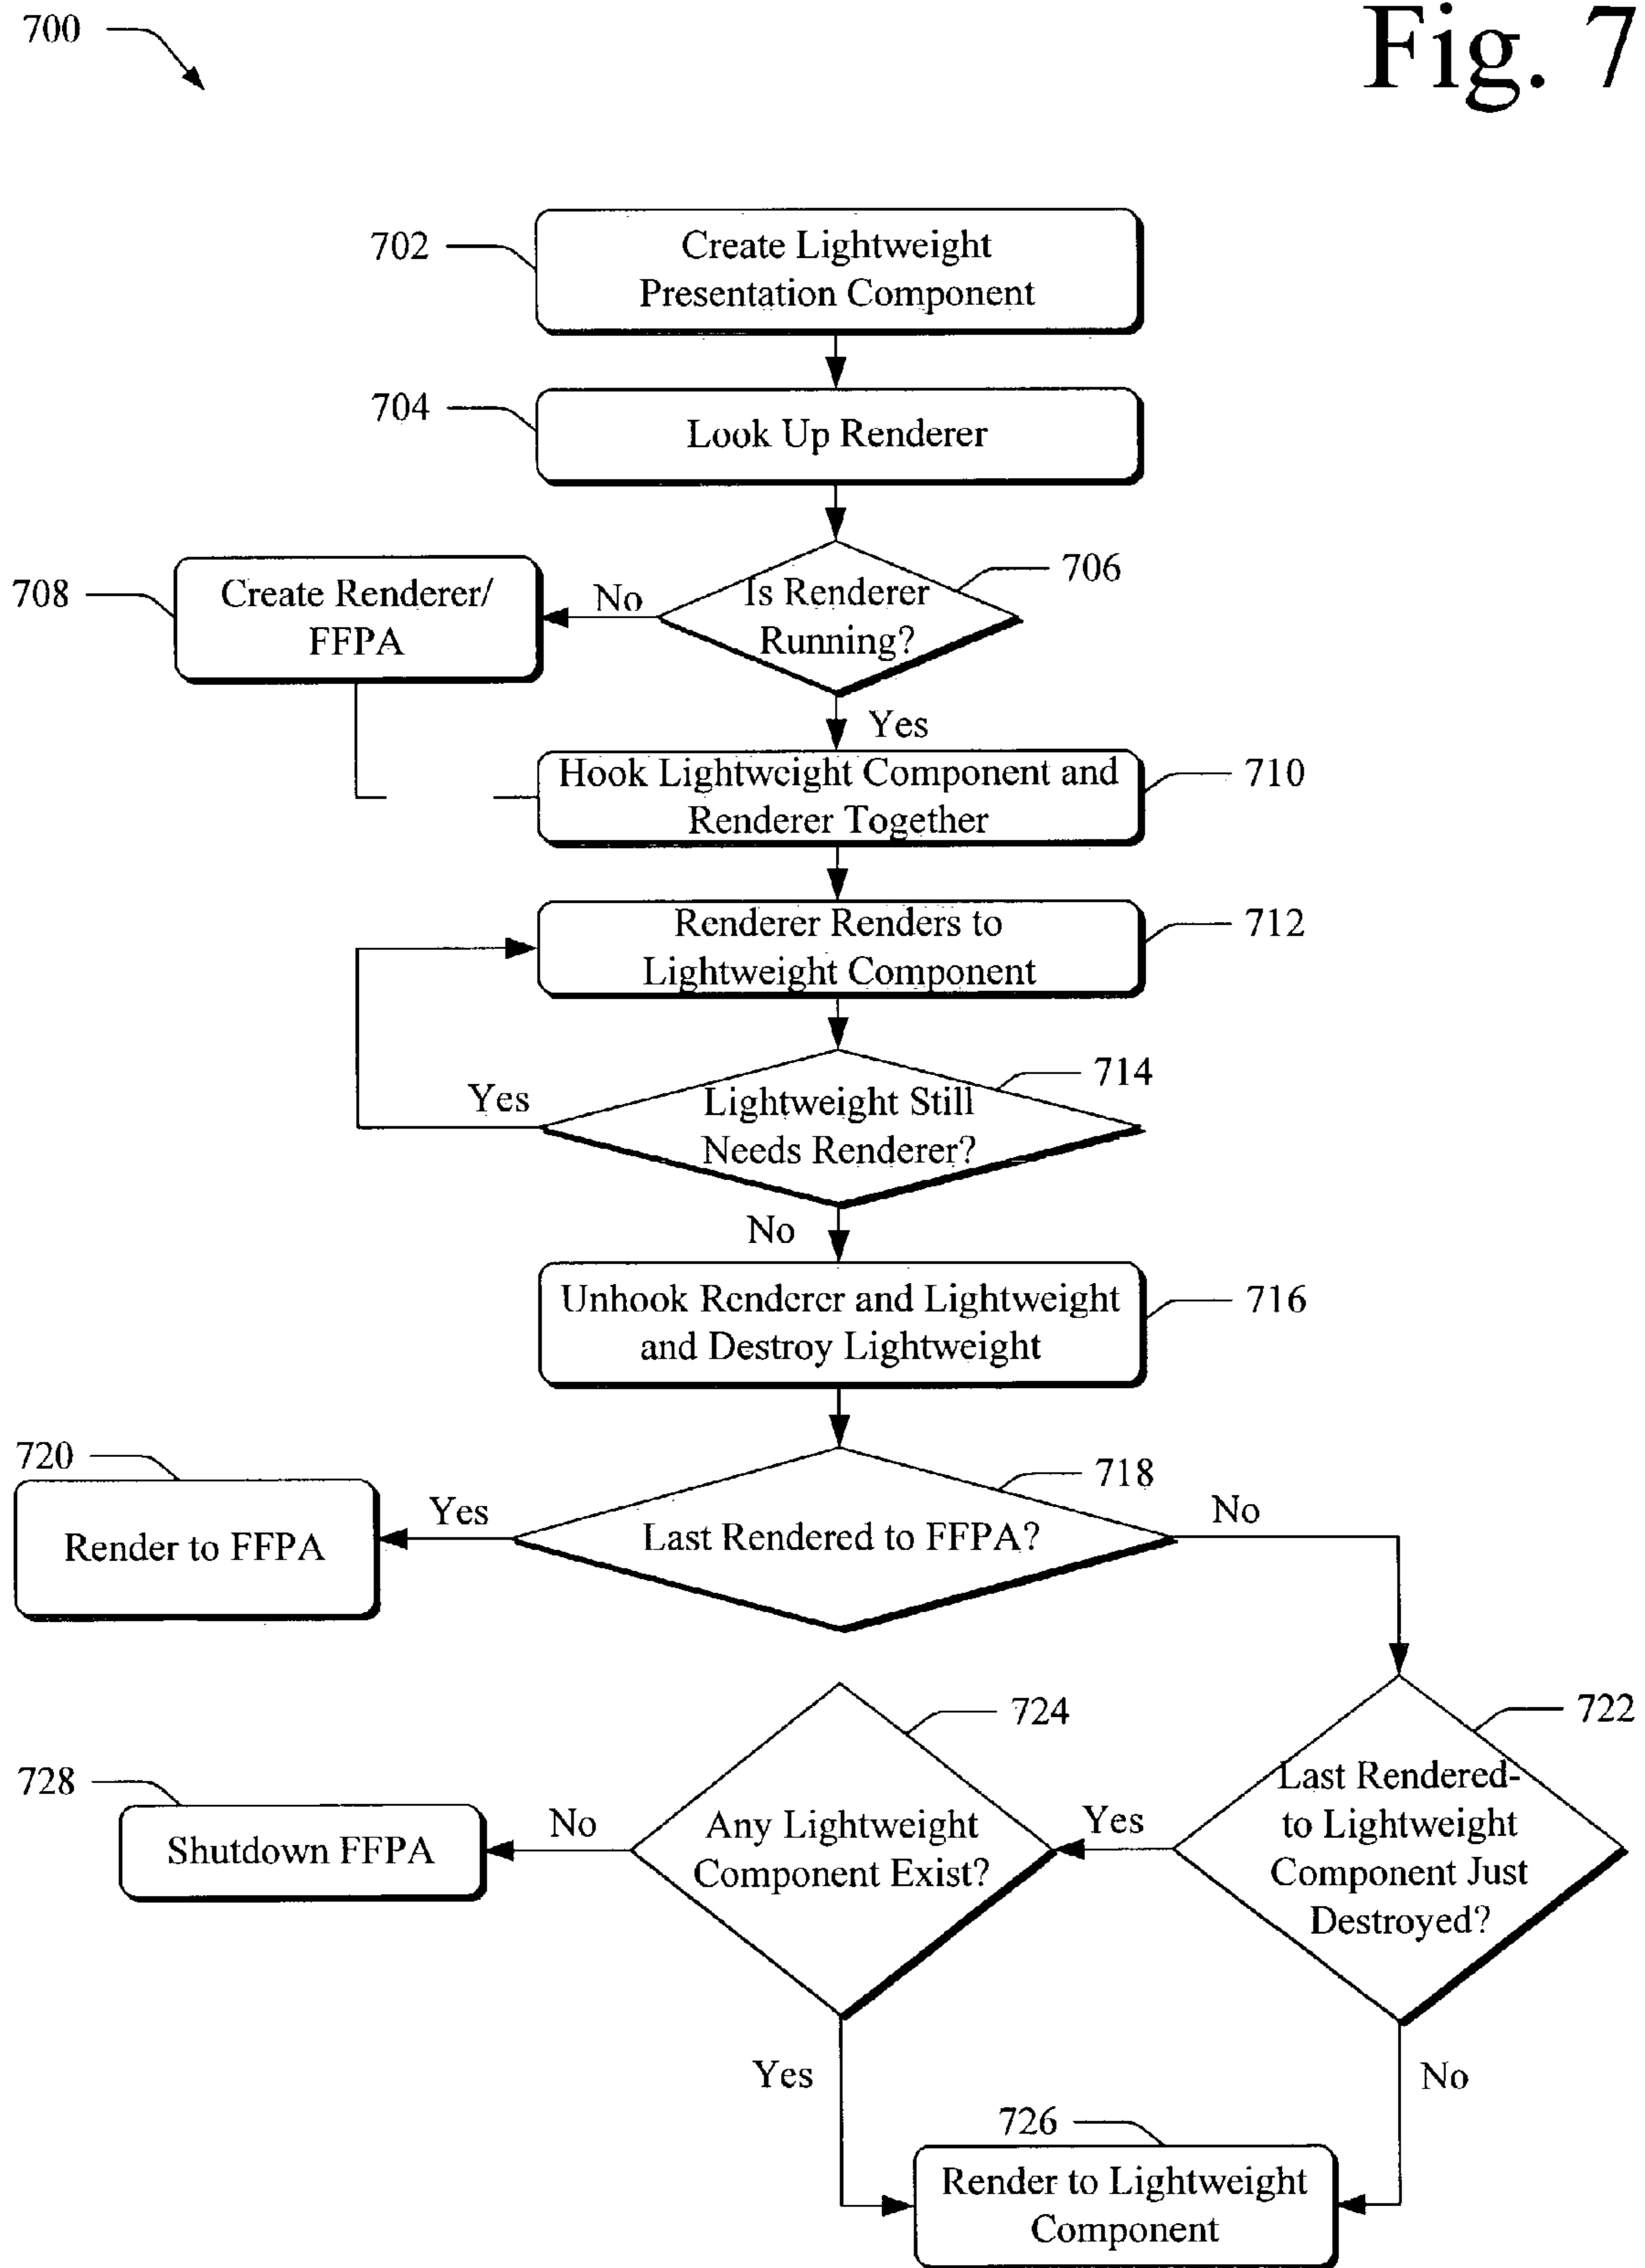 700
Fig. 7
702
Create Lightweight
Presentation Component
704
Look Up Renderer
706
Is Renderer
Running?
No
708
Create Renderer/
FFPA
Yes
Hook Lightweight Component and
Renderer Together
710
Renderer Renders to
Lightweight Component
712
714
Lightweight Still
Needs Renderer?
Yes
No
Unhook Renderer and Lightweight
and Destroy Lightweight
716
718
Last Rendered to FFPA?
Yes
No
720
Render to FFPA
722
Last Rendered-
to Lightweight
Component Just
Destroyed?
Yes
No
724
Any Lightweight
Component Exist?
No
Yes
728
Shutdown FFPA
726
Render to Lightweight
Component